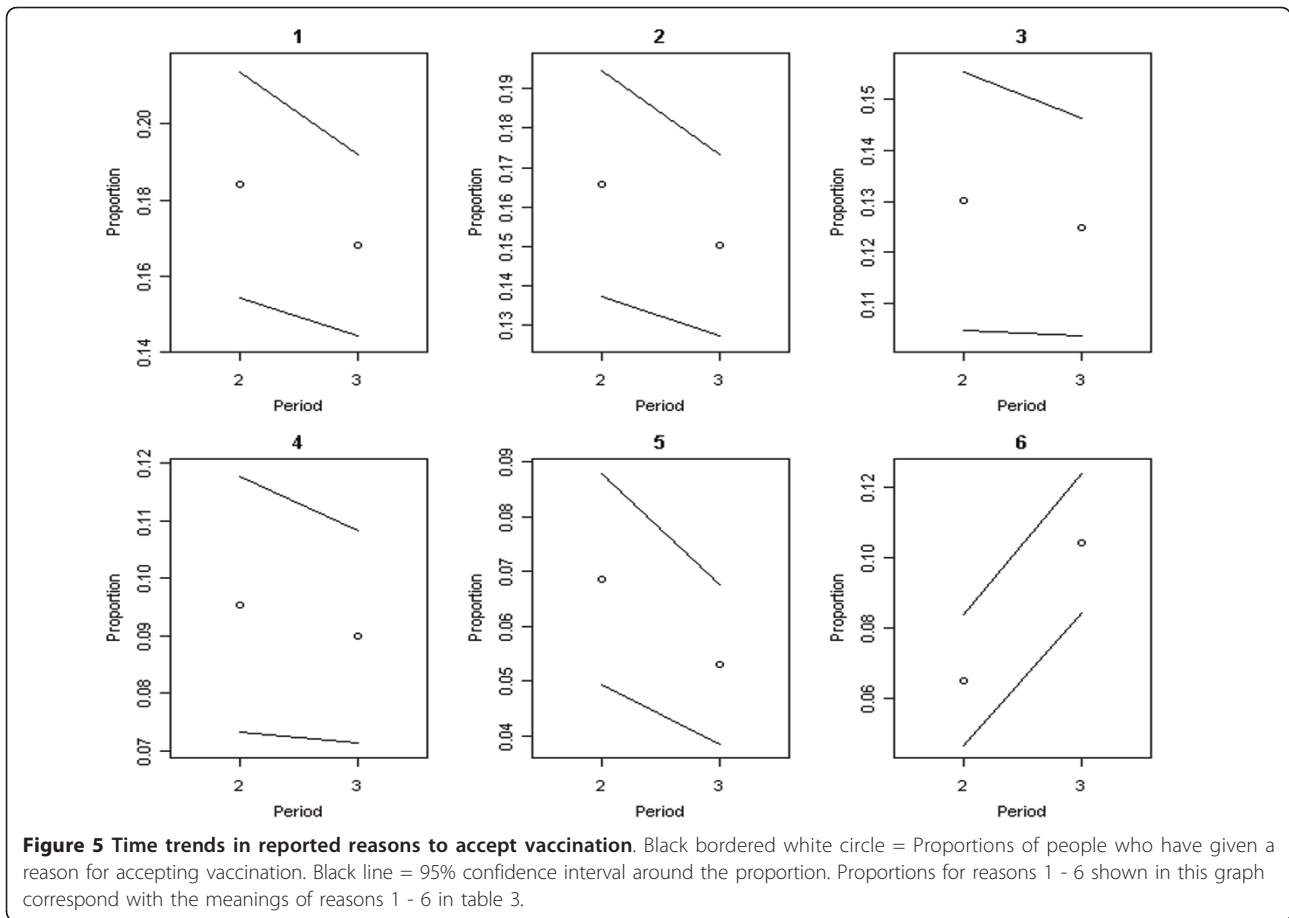 1
2
3
Proportion
0.14 0.16 0.18 0.20
2 3
Period
Proportion
0.13 0.14 0.15 0.16 0.17 0.18 0.19
2 3
Period
Proportion
0.11 0.12 0.13 0.14 0.15
2 3
Period
4
5
6
Proportion
0.07 0.08 0.09 0.10 0.11 0.12
2 3
Period
Proportion
0.04 0.05 0.06 0.07 0.08 0.09
2 3
Period
Proportion
0.06 0.08 0.10 0.12
2 3
Period
Figure 5 Time trends in reported reasons to accept vaccination. Black bordered white circle = Proportions of people who have given a
reason for accepting vaccination. Black line = 95% confidence interval around the proportion. Proportions for reasons 1 - 6 shown in this graph
correspond with the meanings of reasons 1 - 6 in table 3.